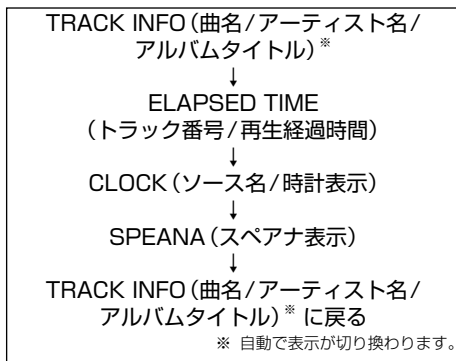 TRACK INFO(曲名/アーティスト名/
アルバムタイトル)※
↓
ELAPSED TIME
(トラック番号/再生経過時間)
↓
CLOCK(ソース名/時計表示)
↓
SPEANA(スペアナ表示)
↓
TRACK INFO(曲名/アーティスト名/
アルバムタイトル)※ に戻る
※ 自動で表示が切り換わります。